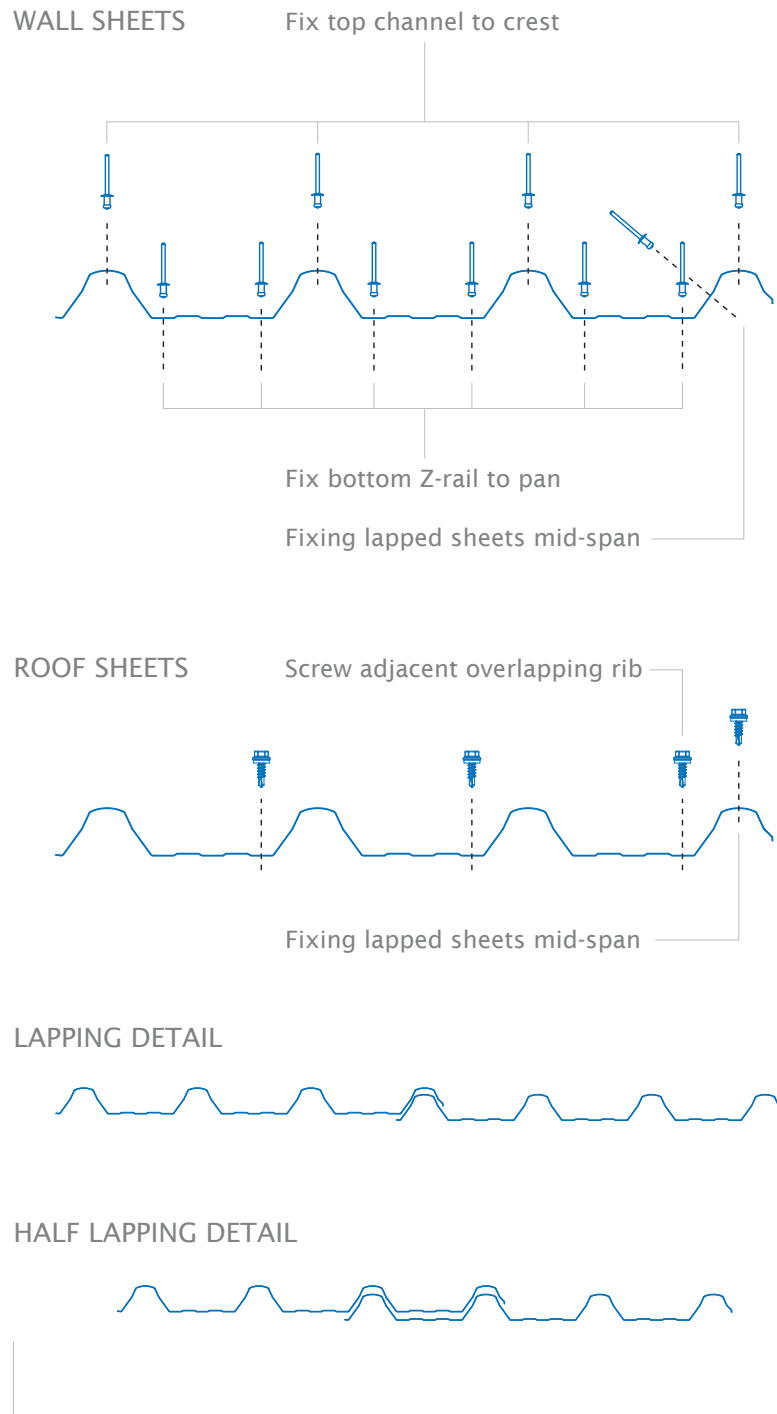 WALL SHEETS
Fix top channel to crest
Fix bottom Z-rail to pan
Fixing lapped sheets mid-span
ROOF SHEETS
Screw adjacent overlapping rib
Fixing lapped sheets mid-span
LAPPING DETAIL
HALF LAPPING DETAIL